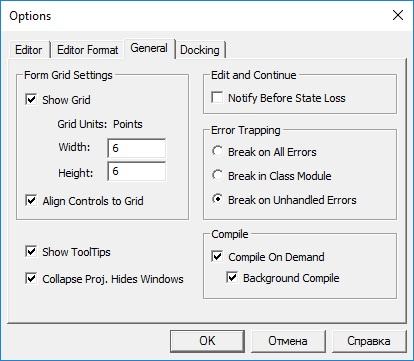 Options
Editor
Editor Format
General
Docking
Form Grid Settings
Show Grid
Grid Units: Points
Width: 6
Height: 6
Align Controls to Grid
Show ToolTips
Collapse Proj. Hides Windows
Edit and Continue
Notify Before State Loss
Error Trapping
Break on All Errors
Break in Class Module
Break on Unhandled Errors
Compile
Compile On Demand
Background Compile
OK
Отмена
Справка